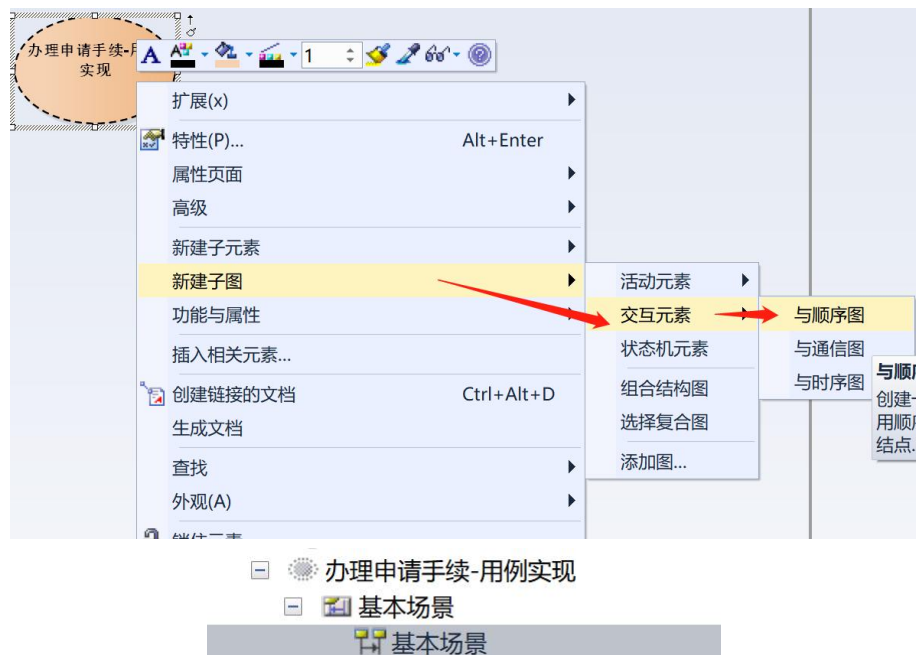 办理申请手续-用
实现
A
1
扩展(x)
特性(P)... Alt+Enter
属性页面
高级
新建子元素
新建子图
功能与属性
插入相关元素...
创建链接的文档 Ctrl+Alt+D
生成文档
查找
外观(A)
锁住元素
活动元素
交互元素
状态机元素
组合结构图
选择复合图
添加图...
与顺序图
与通信图
与时序图
与顺
创建
用顺
结点.
办理申请手续-用例实现
基本场景
基本场景